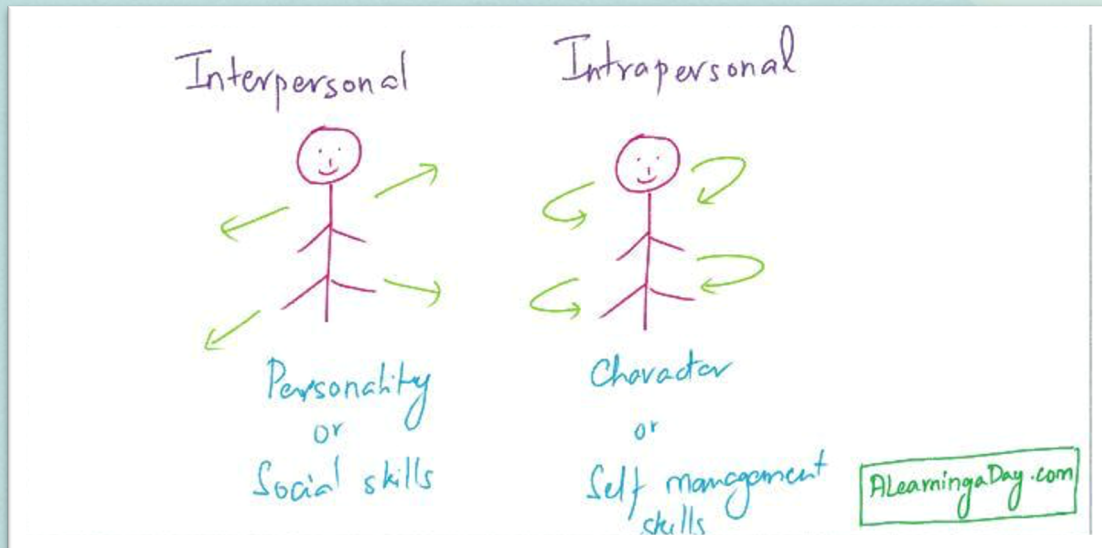 Interpersonal
Intrapersonal
Personality
or
Social skills
Character
or
Self management
skills
ALearningaDay.com